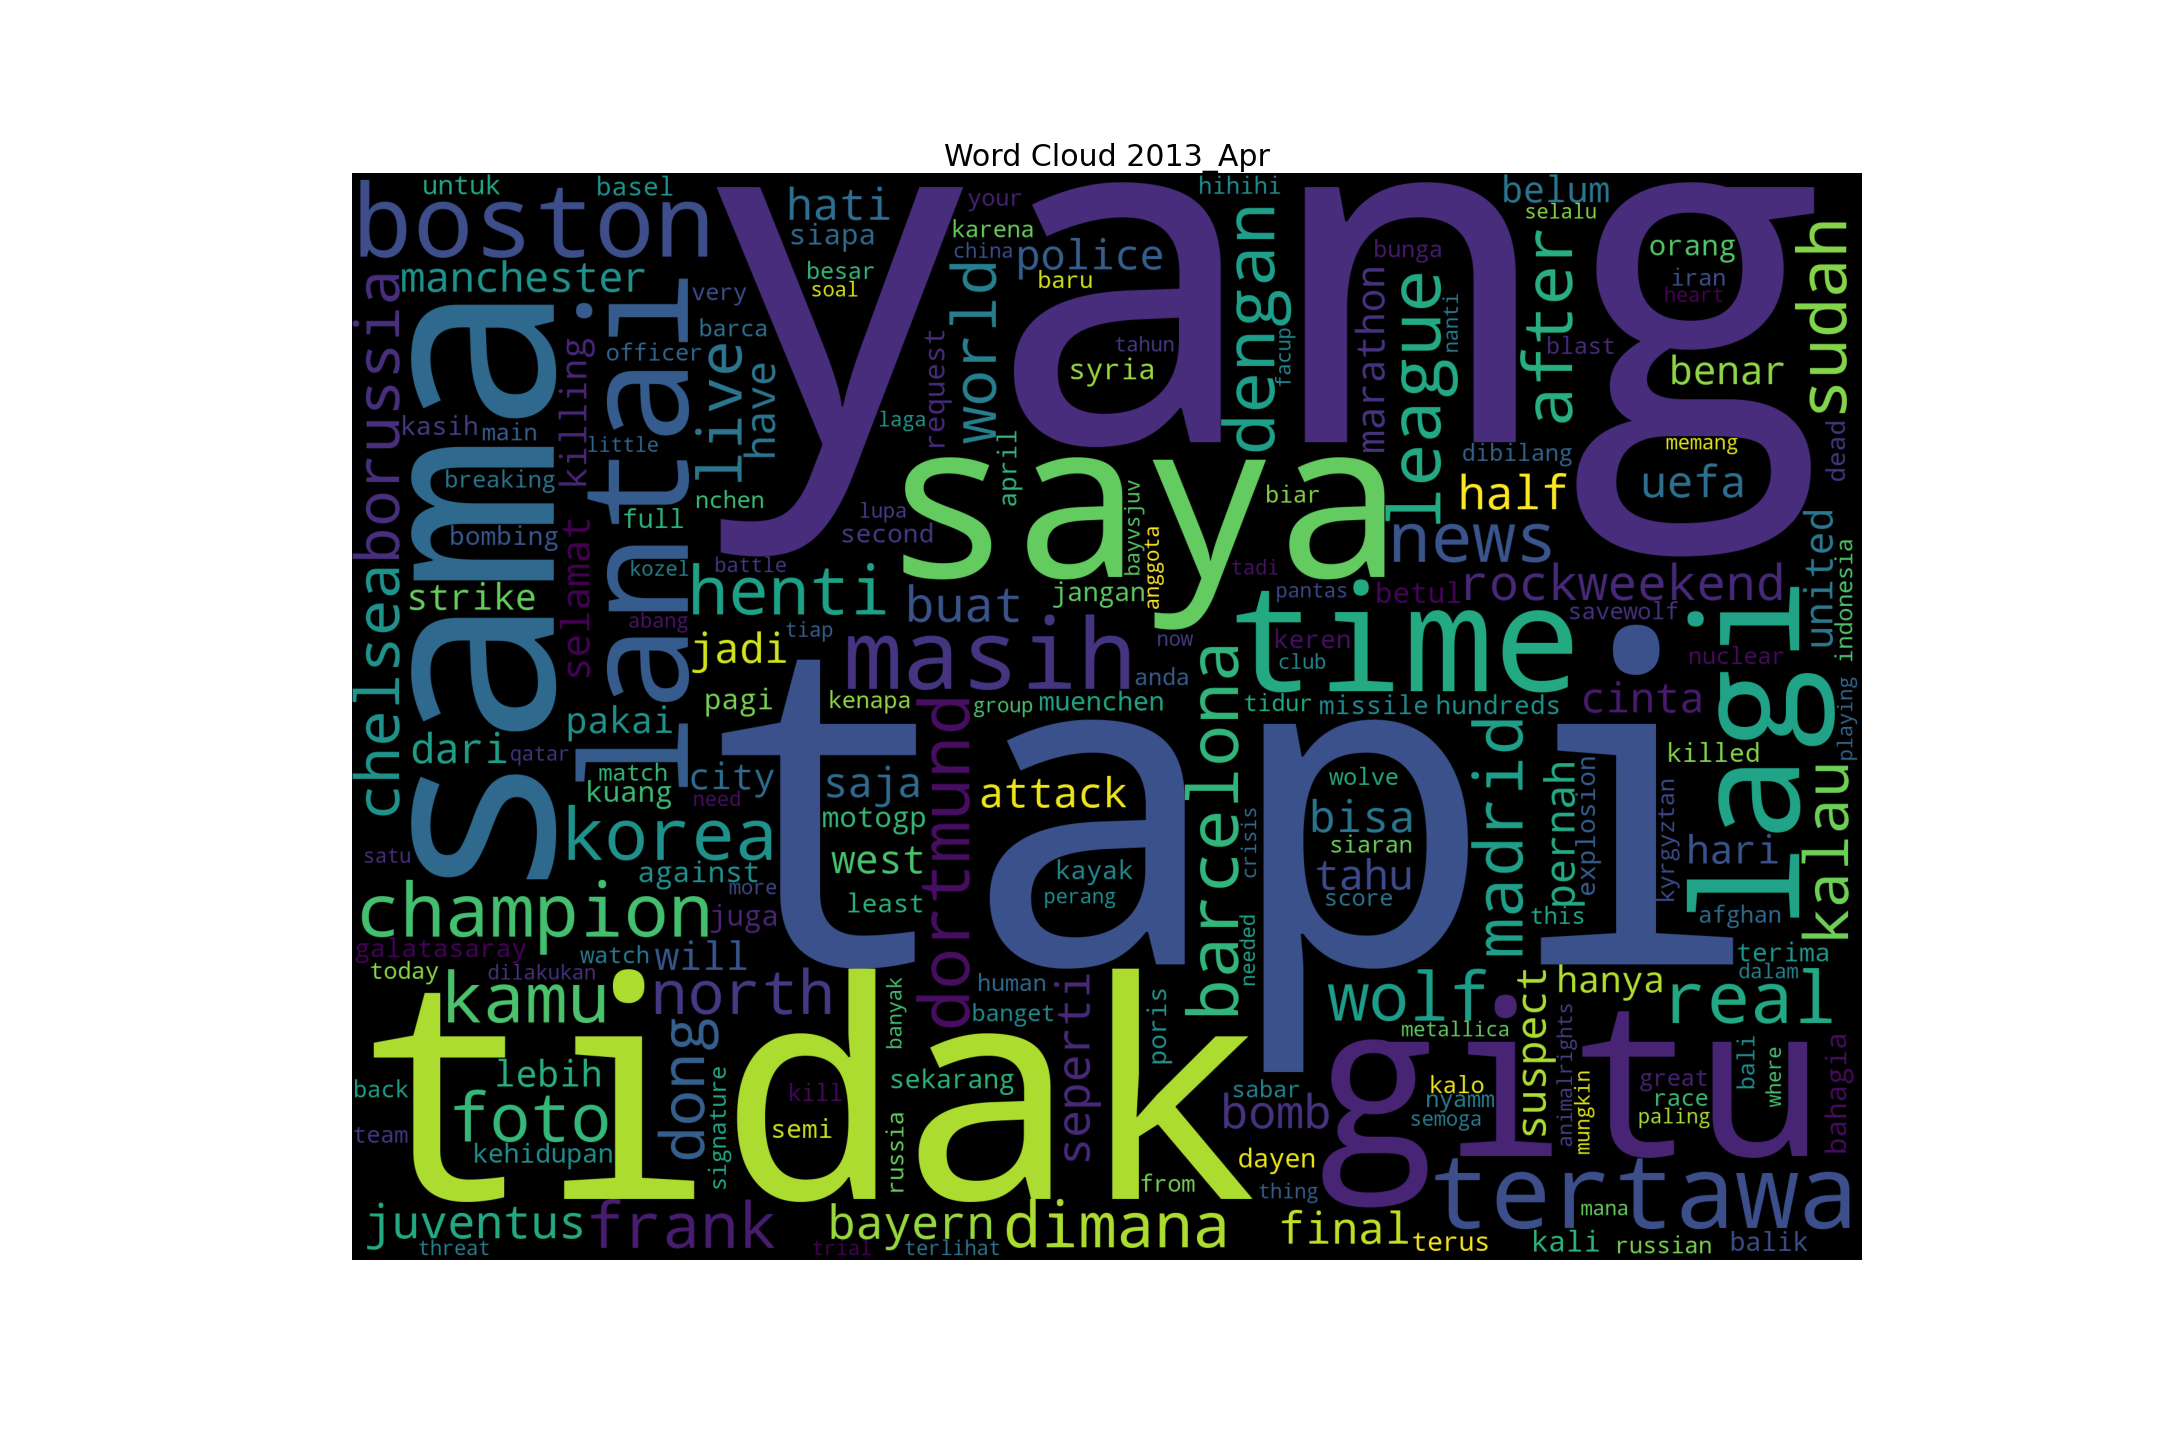 Word Cloud 2013_Apr
yang
tapi
tidak
sama
saya
lagi
gitu
time
lantai
boston
untuk
basel
hati
siapa
your
karena
china
hihihi
belum
selalu
manchester
besar
soal
police
baru
dengan
bunga
orang
iran
heart
sudah
borussia
very
world
marathon
league
nanti
after
blast
officer
barca
live
have
killing
request
tahun
syria
facup
benar
kasih
main
little
laga
april
dibilang
memang
dead
breaking
nchen
lupa
biar
half
uefa
bombing
full
second
bayvsjuv
news
united
indonesia
selamat
kozel
battle
henti
anggota
tadi
rockweekend
chelsea
strike
abang
tiap
buat
jangan
pantas
betul
savewolf
jadi
masih
now
keren
club
nuclear
pagi
kenapa
group
anda
muenchen
barcelona
tidur
missile
hundreds
cinta
playing
pakai
dari
qatar
dortmund
madrid
killed
match
kuang
city
need
saja
attack
wolve
pernah
explosion
kyrgyztan
kalau
korea
motogp
crisis
bisa
siaran
satu
against
west
kayak
tahu
hari
more
least
perang
score
this
afghan
champion
juga
galatasaray
watch
will
needed
terima
today
dilakukan
dalam
kamu
north
human
banget
banyak
seperti
poris
wolf
metallica
suspect
hanya
real
dong
back
lebih
sekarang
signature
kill
sabar
kalo
nyamm
semoga
bomb
animalrights
mungkin
great
race
paling
bali
where
bahagia
team
foto
kehidupan
semi
russia
dayen
from
thing
tertawa
mana
juventus
frank
threat
trial
bayern
terlihat
dimana
final
terus
kali
russian
balik